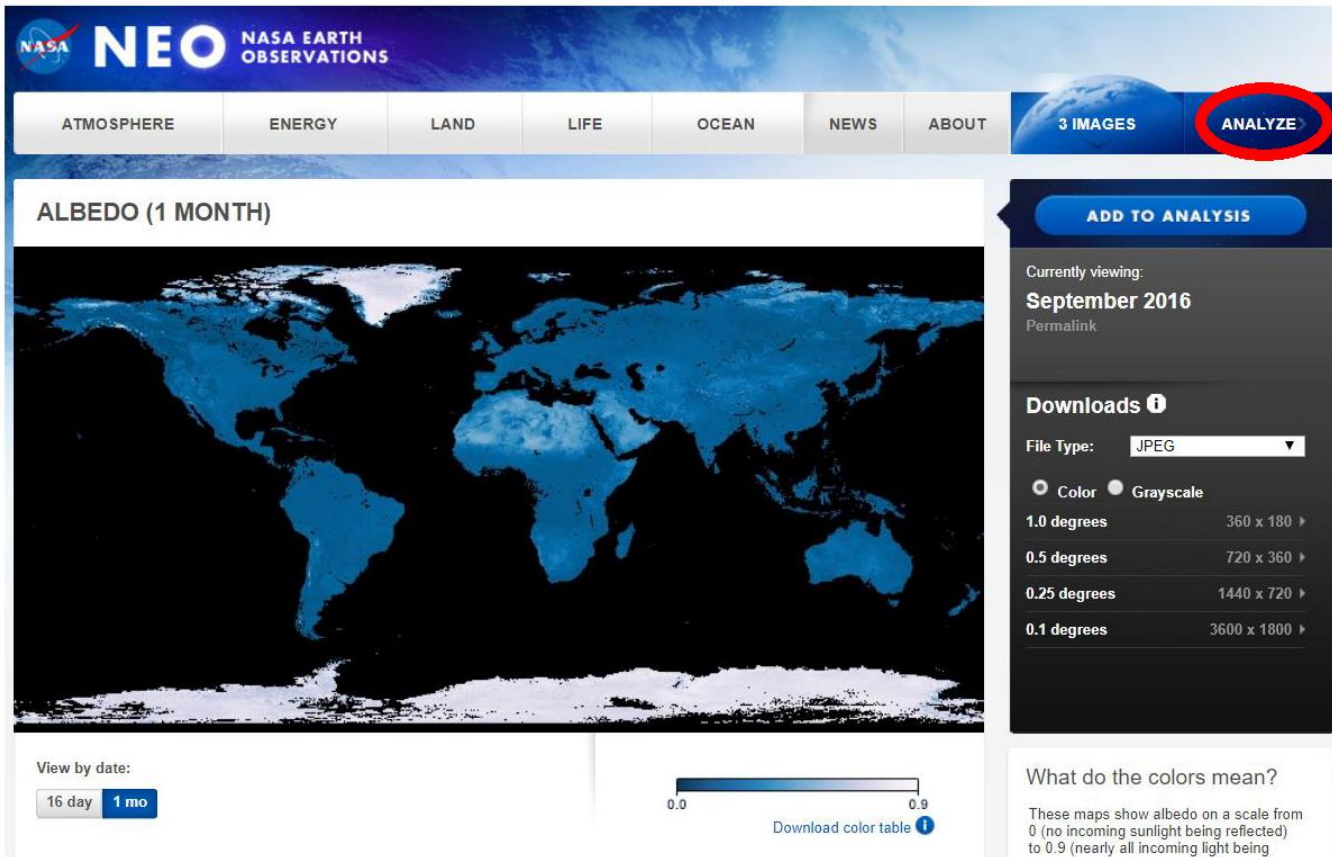 NASA NEO NASA EARTH
OBSERVATIONS
ATMOSPHERE ENERGY LAND LIFE OCEAN NEWS ABOUT 3 IMAGES ANALYZE
ALBEDO (1 MONTH)
ADD TO ANALYSIS
Currently viewing:
September 2016
Permalink
Downloads
File Type: JPEG
Color Grayscale
1.0 degrees 360 x 180
0.5 degrees 720 x 360
0.25 degrees 1440 x 720
0.1 degrees 3600 x 1800
View by date:
16 day 1 mo
0.0 0.9
Download color table
What do the colors mean?
These maps show albedo on a scale from
0 (no incoming sunlight being reflected)
to 0.9 (nearly all incoming light being